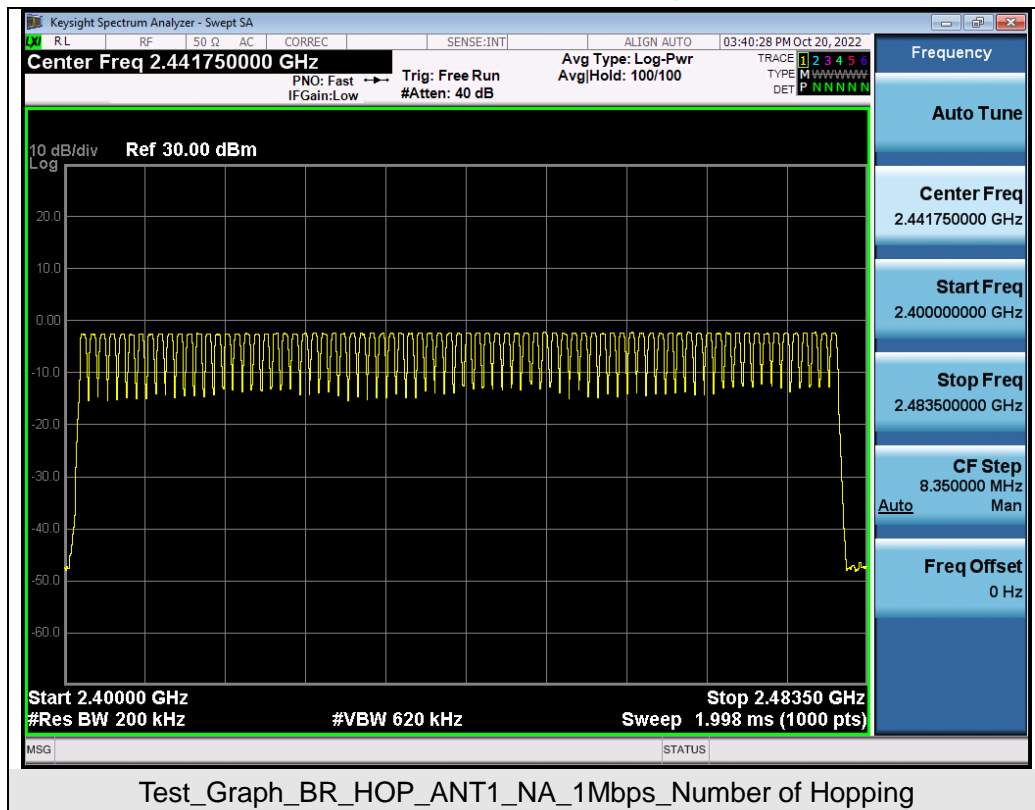 Keysight Spectrum Analyzer - Swept SA
LXI RL RF 50 Ω AC CORREC SENSE:INT ALIGN AUTO 03:40:28 PM Oct 20, 2022
Center Freq 2.441750000 GHz Avg Type: Log-Pwr TRACE 1 2 3 4 5 6
PNO: Fast Trig: Free Run Avg|Hold: 100/100 TYPE M WWWWW
IFGain:Low #Atten: 40 dB DET P N N N N N
Frequency
Auto Tune
10 dB/div Ref 30.00 dBm
Log
20.0
10.0
0.00
-10.0
-20.0
-30.0
-40.0
-50.0
-60.0
Center Freq
2.441750000 GHz
Start Freq
2.400000000 GHz
Stop Freq
2.483500000 GHz
CF Step
8.350000 MHz
Auto Man
Freq Offset
0 Hz
Start 2.40000 GHz Stop 2.48350 GHz
#Res BW 200 kHz #VBW 620 kHz Sweep 1.998 ms (1000 pts)
MSG STATUS
Test_Graph_BR_HOP_ANT1_NA_1Mbps_Number of Hopping